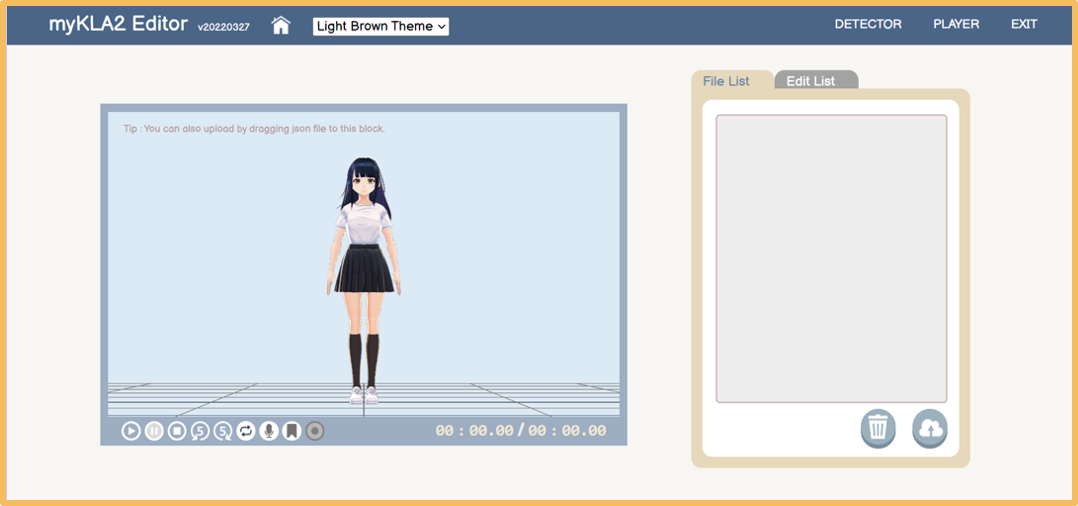 myKLA2 Editor v20220327 Light Brown Theme DETECTOR PLAYER EXIT
File List Edit List
Tip : You can also upload by dragging json file to this block.
5 5 00:00.00/00:00.00